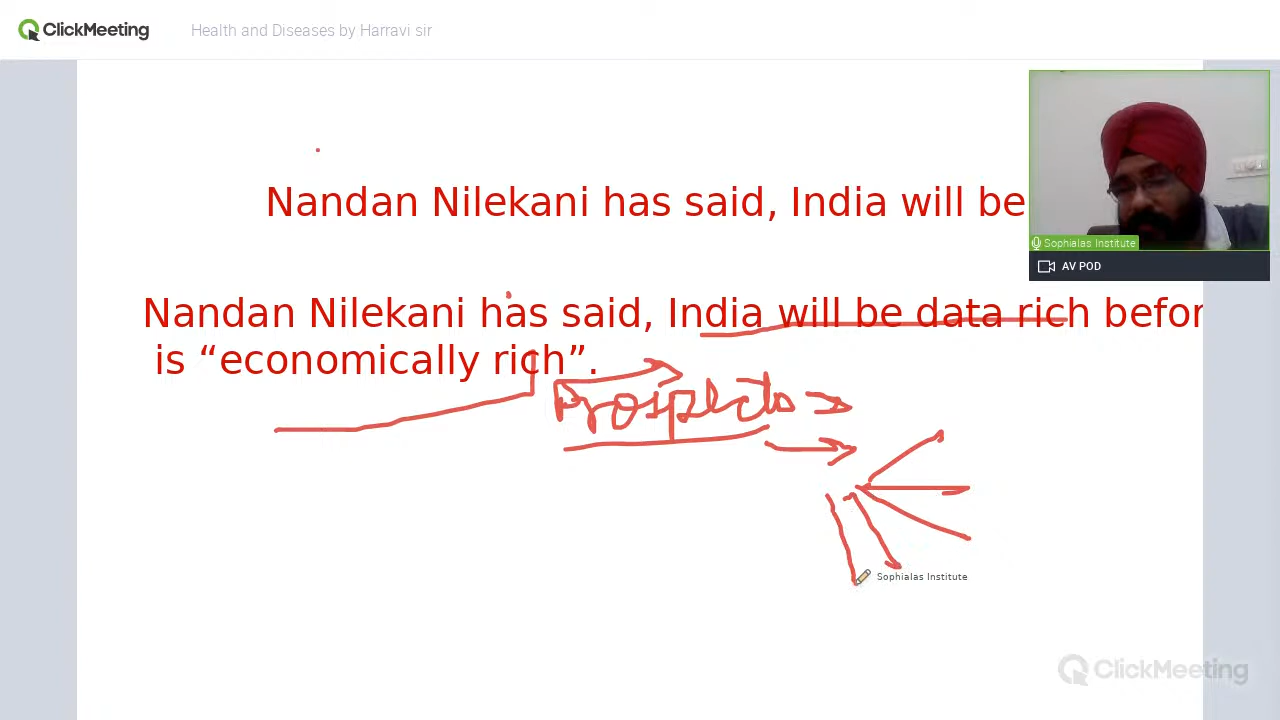 ClickMeeting
Health and Diseases by Harravi sir
Nandan Nilekani has said, India will be
Sophialas Institute
AV POD
Nandan Nilekani has said, India will be data rich befor
is “economically rich”.
Prospects
Sophialas Institute
ClickMeeting